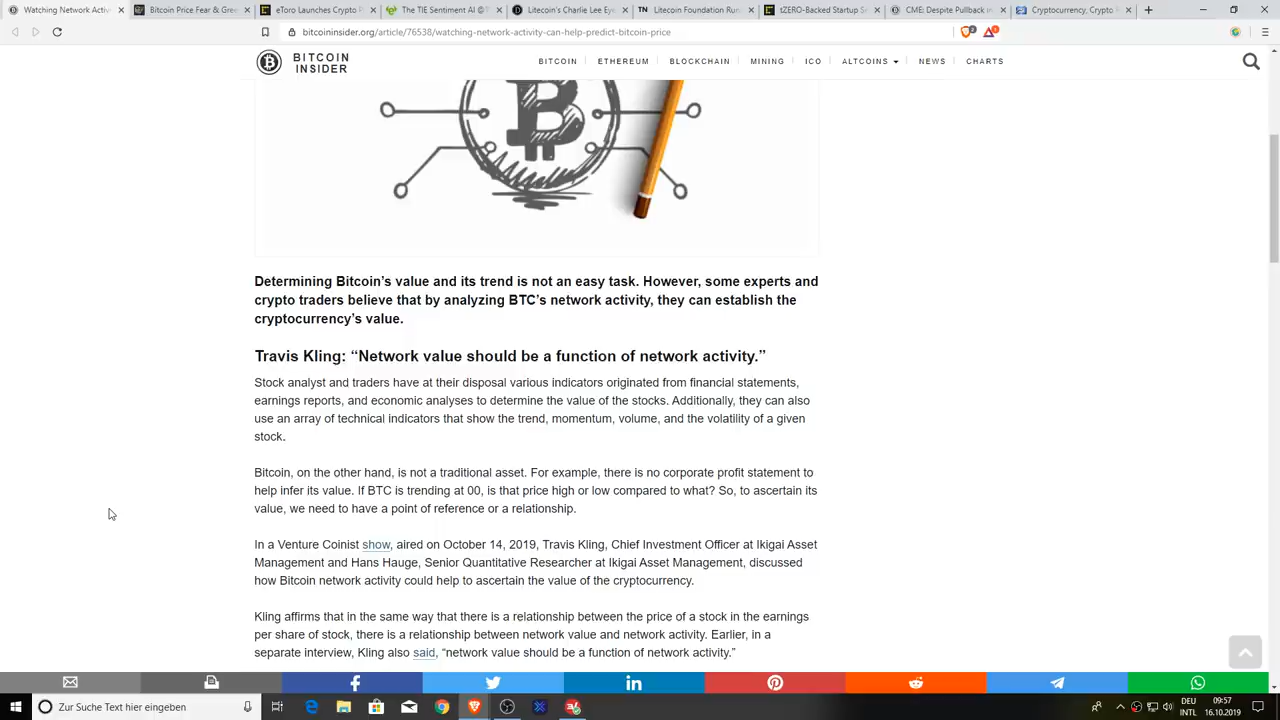 Watching Network Activ
Bitcoin Price Fear & Gree
eToro Launches Crypto P
The TIE Sentiment AI @
Litecoin's Charlie Lee Eye
Litecoin Foundation Rou
tZERO-Backed Startup Se
CME: Despite Pullback in
Cryptocurrency, Crypto
bitcoininsider.org/article/76538/watching-network-activity-can-help-predict-bitcoin-price
BITCOIN
INSIDER
BITCOIN
ETHEREUM
BLOCKCHAIN
MINING
ICO
ALTCOINS
NEWS
CHARTS
Determining Bitcoin’s value and its trend is not an easy task. However, some experts and
crypto traders believe that by analyzing BTC’s network activity, they can establish the
cryptocurrency’s value.
Travis Kling: “Network value should be a function of network activity.”
Stock analyst and traders have at their disposal various indicators originated from financial statements,
earnings reports, and economic analyses to determine the value of the stocks. Additionally, they can also
use an array of technical indicators that show the trend, momentum, volume, and the volatility of a given
stock.
Bitcoin, on the other hand, is not a traditional asset. For example, there is no corporate profit statement to
help infer its value. If BTC is trending at 00, is that price high or low compared to what? So, to ascertain its
value, we need to have a point of reference or a relationship.
In a Venture Coinist show, aired on October 14, 2019, Travis Kling, Chief Investment Officer at Ikigai Asset
Management and Hans Hauge, Senior Quantitative Researcher at Ikigai Asset Management, discussed
how Bitcoin network activity could help to ascertain the value of the cryptocurrency.
Kling affirms that in the same way that there is a relationship between the price of a stock in the earnings
per share of stock, there is a relationship between network value and network activity. Earlier, in a
separate interview, Kling also said, “network value should be a function of network activity.”
Zur Suche Text hier eingeben
DEU
INTL
09:57
16.10.2019